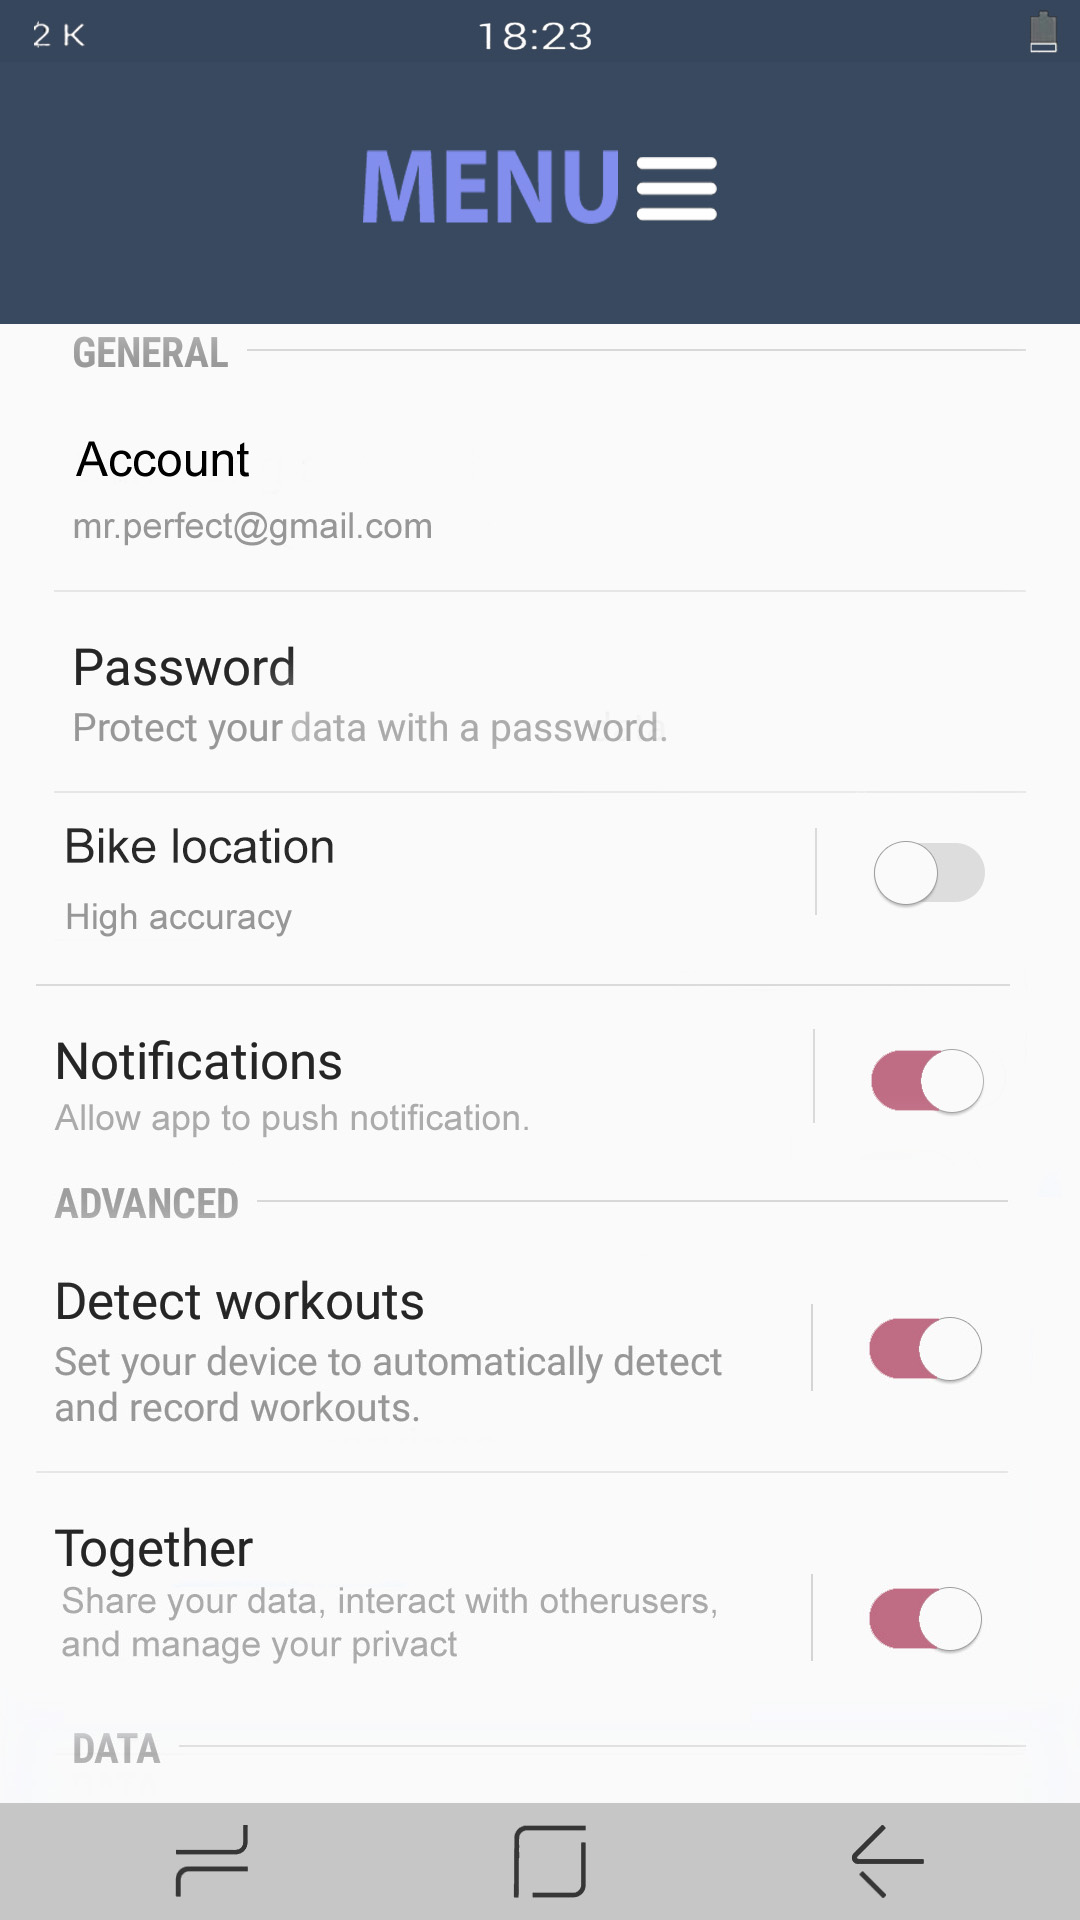 2 K
18:23
MENU
GENERAL
Account
mr.perfect@gmail.com
Password
Protect your data with a password.
Bike location
High accuracy
Notifications
Allow app to push notification.
ADVANCED
Detect workouts
Set your device to automatically detect
and record workouts.
Together
Share your data, interact with otherusers,
and manage your privact
DATA